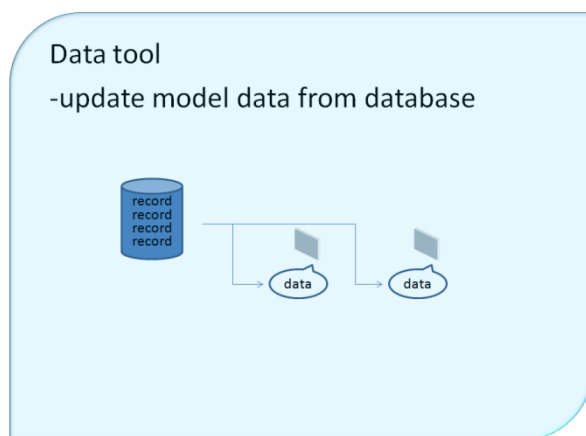 Data tool
-update model data from database
record
record
record
record
data
data